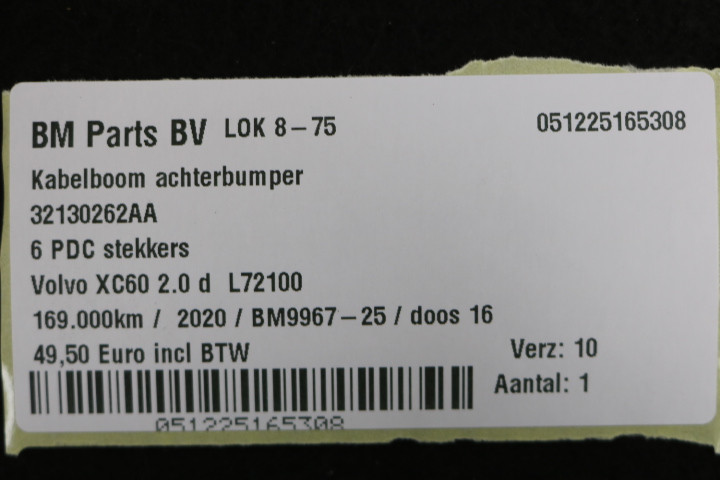 BM Parts BV LOK 8-75 051225165308
Kabelboom achterbumper
32130262AA
6 PDC stekkers
Volvo XC60 2.0 d L72100
169.000km / 2020 / BM9967-25 / doos 16
49,50 Euro incl BTW Verz: 10
Aantal: 1
051225165308